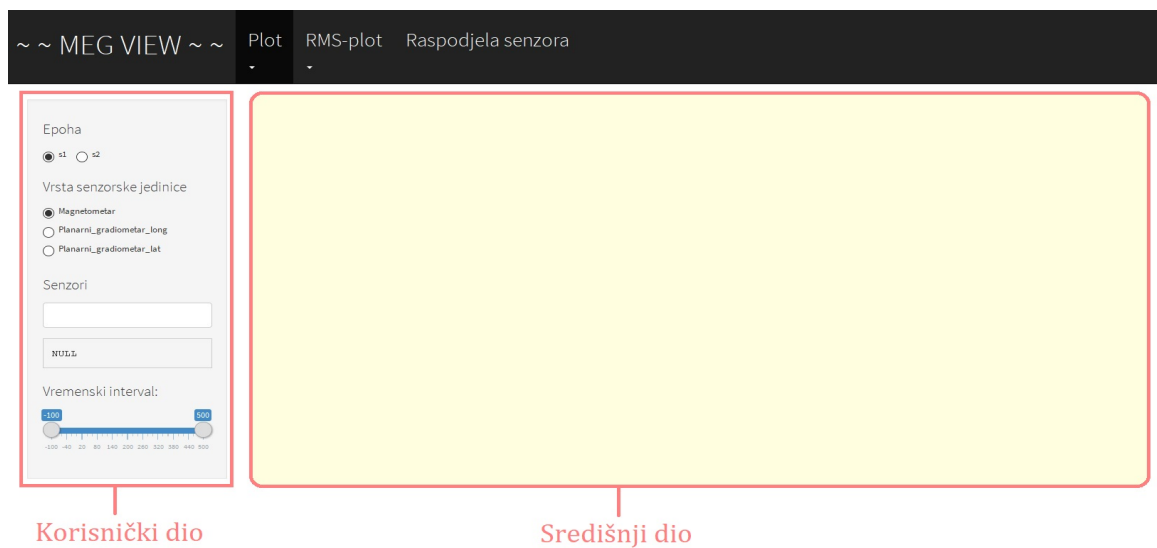 ~ ~ MEG VIEW ~ ~ Plot RMS-plot Raspodjela senzora
Epoha
s1 s2
Vrsta senzorske jedinice
Magnetometar
Planarni_gradiometar_long
Planarni_gradiometar_lat
Senzori
NULL
Vremenski interval:
-100 500
-100 -40 20 80 140 200 260 320 380 440 500
Korisnički dio Središnji dio